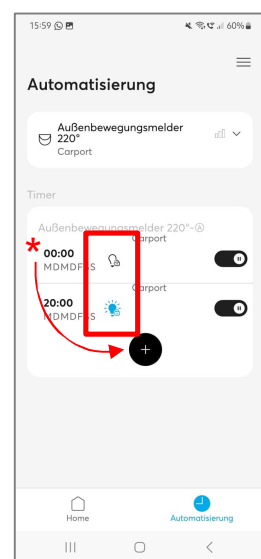 15:59 60%
Automatisierung
Außenbewegungsmelder
220°
Carport
Timer
Außenbewegungsmelder 220°-Ⓐ
Carport
*
00:00
MDMDFSS
Carport
20:00
MDMDFSS
+
Home
Automatisierung